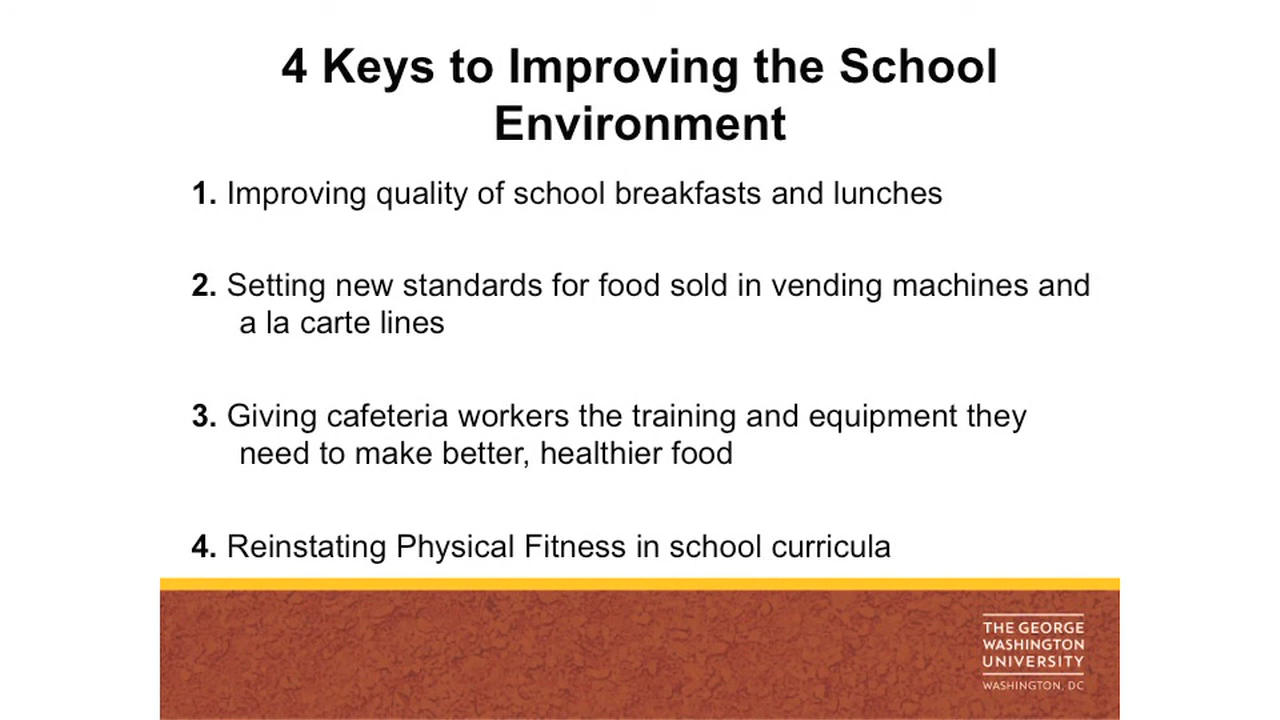 4 Keys to Improving the School
Environment
1. Improving quality of school breakfasts and lunches
2. Setting new standards for food sold in vending machines and
a la carte lines
3. Giving cafeteria workers the training and equipment they
need to make better, healthier food
4. Reinstating Physical Fitness in school curricula
THE GEORGE
WASHINGTON
UNIVERSITY
WASHINGTON, DC